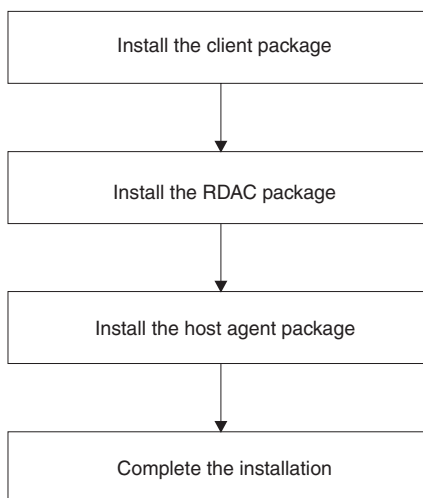 Install the client package
Install the RDAC package
Install the host agent package
Complete the installation